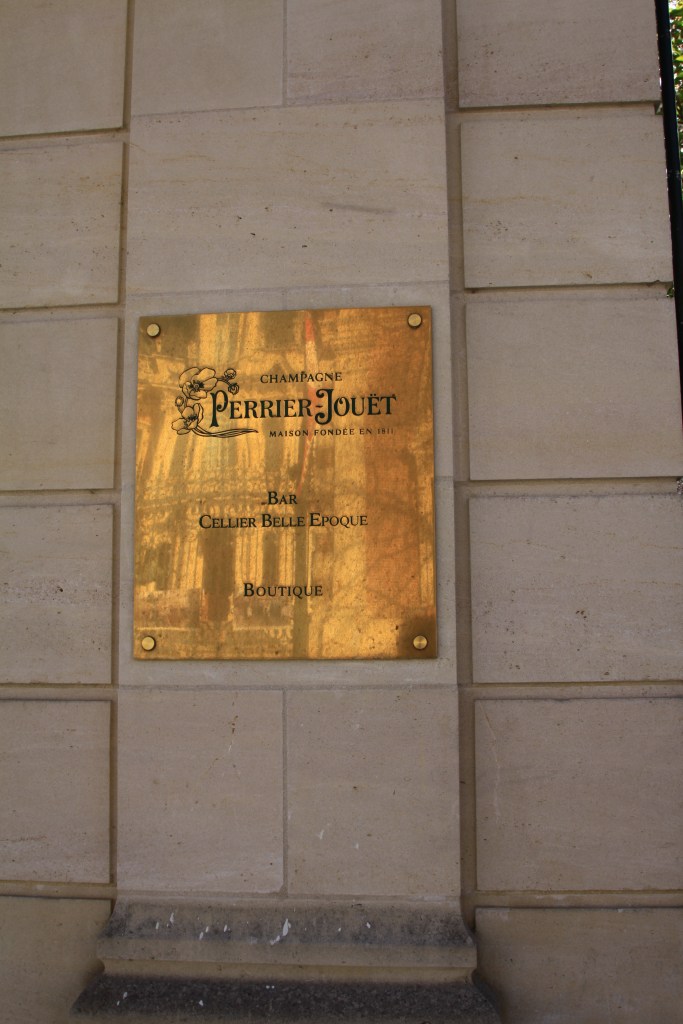 CHAMPAGNE
PERRIER-JOUËT
MAISON FONDÉE EN 1811
BAR
CELLIER BELLE EPOQUE
BOUTIQUE